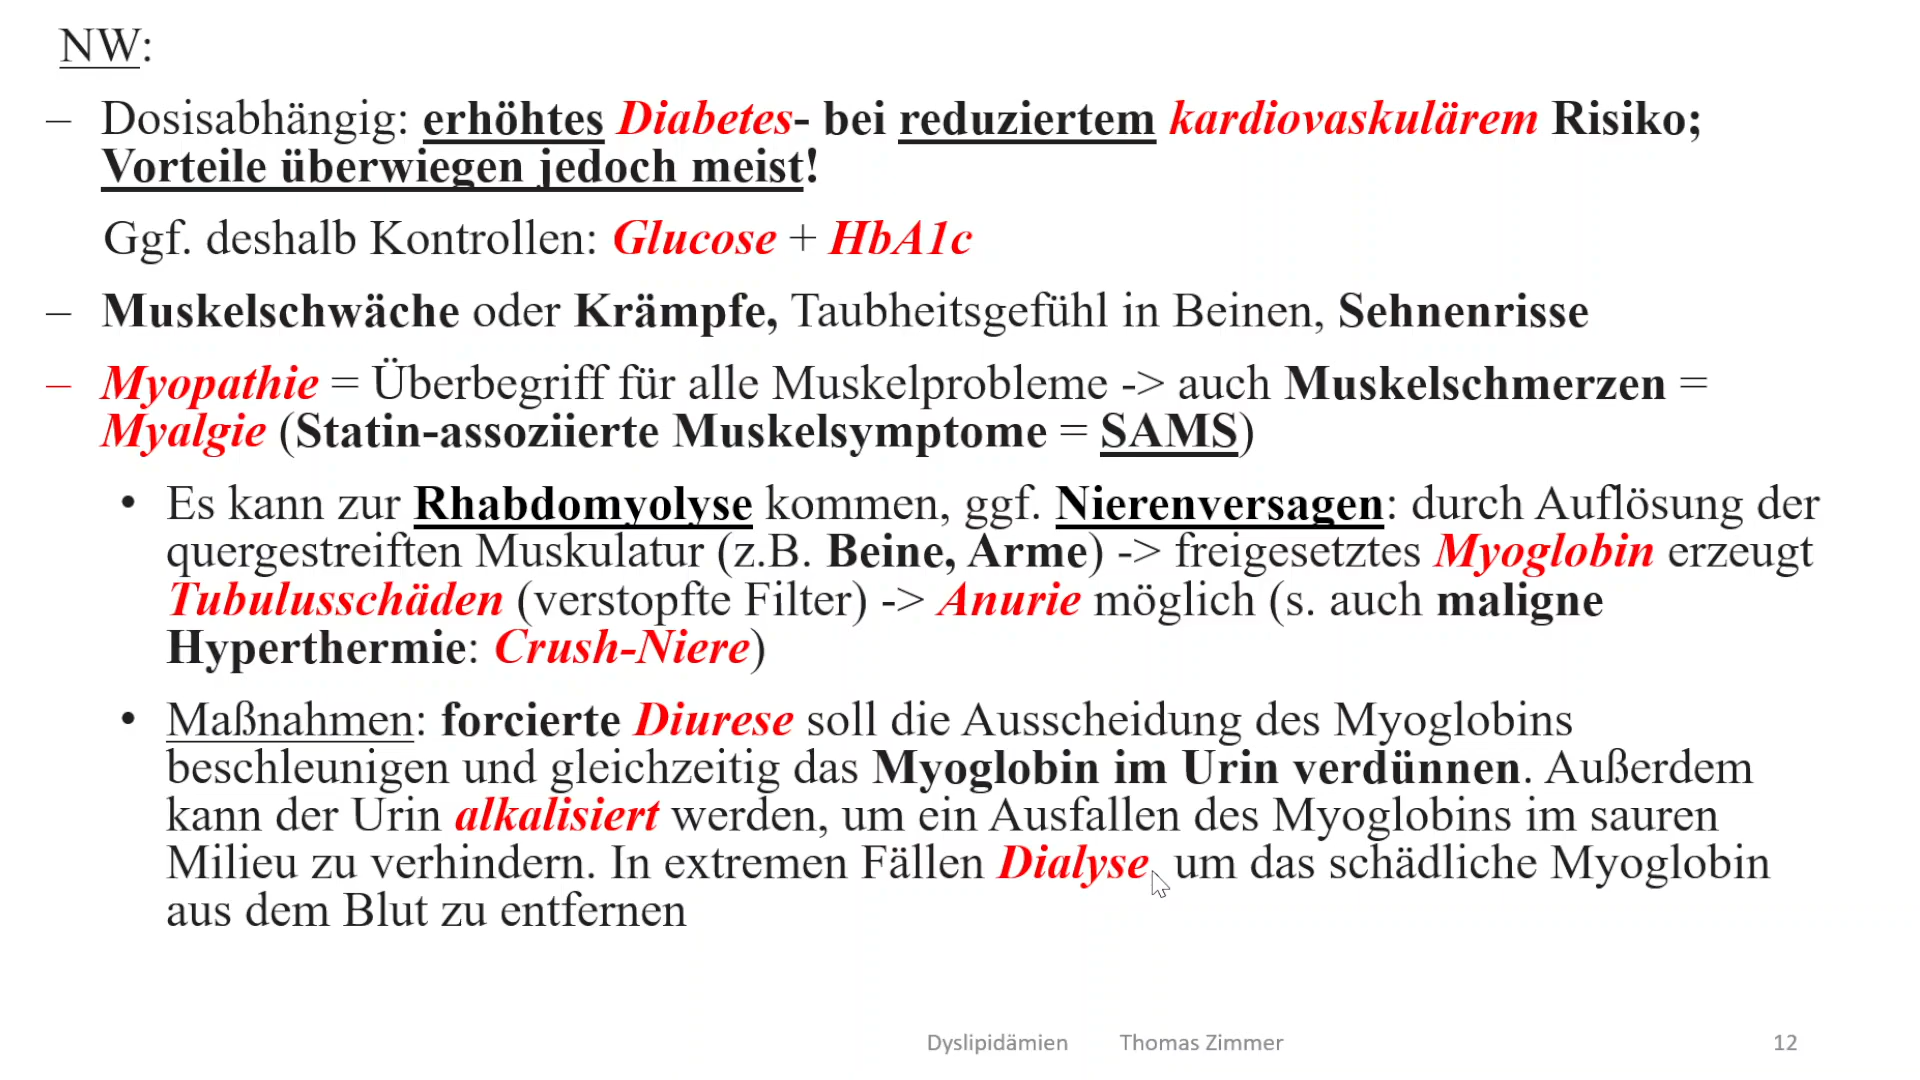 NW:
– Dosisabhängig: erhöhtes Diabetes- bei reduziertem kardiovaskulärem Risiko;
Vorteile überwiegen jedoch meist!
Ggf. deshalb Kontrollen: Glucose + HbA1c
– Muskelschwäche oder Krämpfe, Taubheitsgefühl in Beinen, Sehnenrisse
– Myopathie = Überbegriff für alle Muskelprobleme -> auch Muskelschmerzen =
Myalgie (Statin-assoziierte Muskelsymptome = SAMS)
• Es kann zur Rhabdomyolyse kommen, ggf. Nierenversagen: durch Auflösung der
quergestreiften Muskulatur (z.B. Beine, Arme) -> freigesetztes Myoglobin erzeugt
Tubulusschäden (verstopfte Filter) -> Anurie möglich (s. auch maligne
Hyperthermie: Crush-Niere)
• Maßnahmen: forcierte Diurese soll die Ausscheidung des Myoglobins
beschleunigen und gleichzeitig das Myoglobin im Urin verdünnen. Außerdem
kann der Urin alkalisiert werden, um ein Ausfallen des Myoglobins im sauren
Milieu zu verhindern. In extremen Fällen Dialyse, um das schädliche Myoglobin
aus dem Blut zu entfernen
Dyslipidämien Thomas Zimmer 12